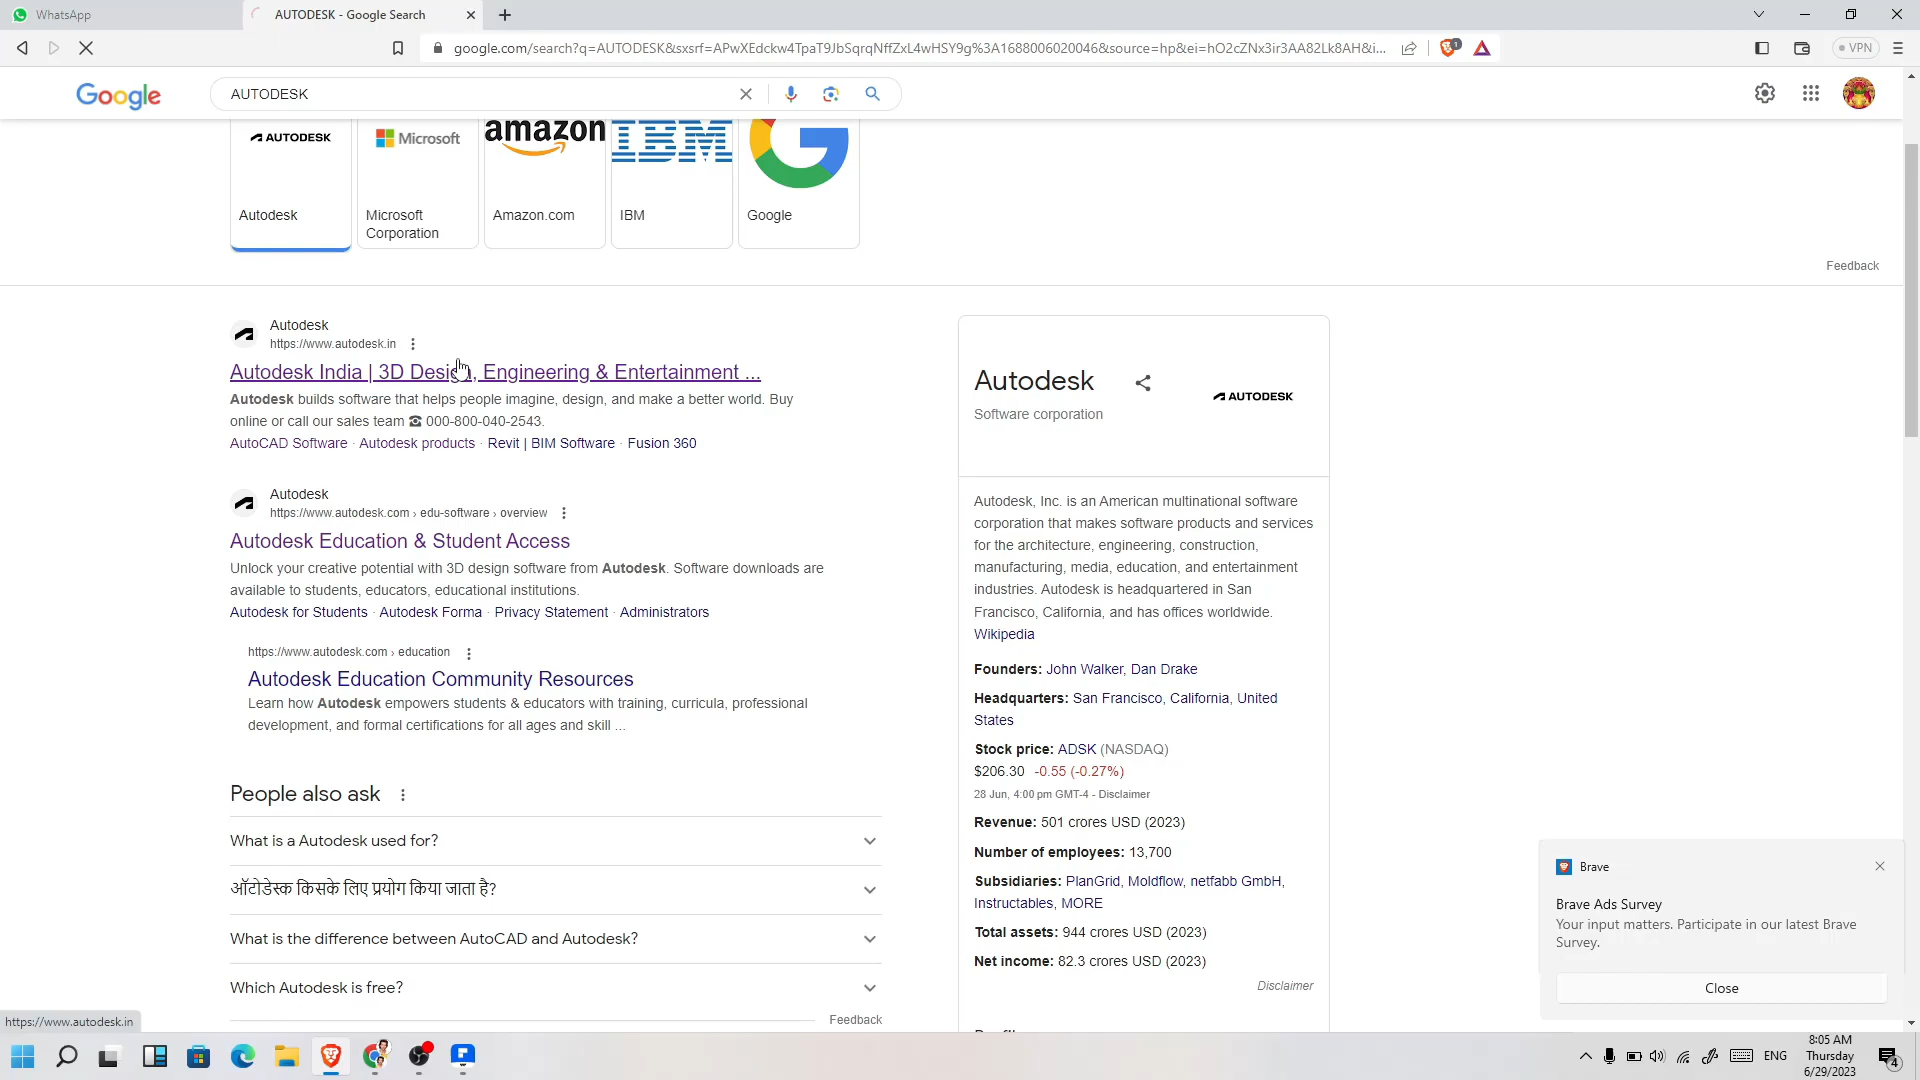 WhatsApp
AUTODESK - Google Search
google.com/search?q=AUTODESK&sxsrf=APwXEdckw4TpaT9JbSqrqNffZxL4wHSY9g%3A1688006020046&source=hp&ei=hO2cZNx3ir3AA82Lk8AH&i...
1
VPN
Google
AUTODESK
AUTODESK
Microsoft
amazon
IBM
Autodesk
Microsoft
Corporation
Amazon.com
IBM
Google
Feedback
Autodesk
https://www.autodesk.in
Autodesk India | 3D Design, Engineering & Entertainment ...
Autodesk builds software that helps people imagine, design, and make a better world. Buy
online or call our sales team ☎ 000-800-040-2543.
AutoCAD Software · Autodesk products · Revit | BIM Software · Fusion 360
Autodesk
https://www.autodesk.com › edu-software › overview
Autodesk Education & Student Access
Unlock your creative potential with 3D design software from Autodesk. Software downloads are
available to students, educators, educational institutions.
Autodesk for Students · Autodesk Forma · Privacy Statement · Administrators
https://www.autodesk.com › education
Autodesk Education Community Resources
Learn how Autodesk empowers students & educators with training, curricula, professional
development, and formal certifications for all ages and skill ...
People also ask
What is a Autodesk used for?
ऑटोडेस्क किसके लिए प्रयोग किया जाता है?
What is the difference between AutoCAD and Autodesk?
Which Autodesk is free?
Feedback
Autodesk
Software corporation
AUTODESK
Autodesk, Inc. is an American multinational software
corporation that makes software products and services
for the architecture, engineering, construction,
manufacturing, media, education, and entertainment
industries. Autodesk is headquartered in San
Francisco, California, and has offices worldwide.
Wikipedia
Founders: John Walker, Dan Drake
Headquarters: San Francisco, California, United
States
Stock price: ADSK (NASDAQ)
$206.30 -0.55 (-0.27%)
28 Jun, 4:00 pm GMT-4 - Disclaimer
Revenue: 501 crores USD (2023)
Number of employees: 13,700
Subsidiaries: PlanGrid, Moldflow, netfabb GmbH,
Instructables, MORE
Total assets: 944 crores USD (2023)
Net income: 82.3 crores USD (2023)
Disclaimer
Brave
Brave Ads Survey
Your input matters. Participate in our latest Brave
Survey.
Close
https://www.autodesk.in
ENG
8:05 AM
Thursday
6/29/2023
4